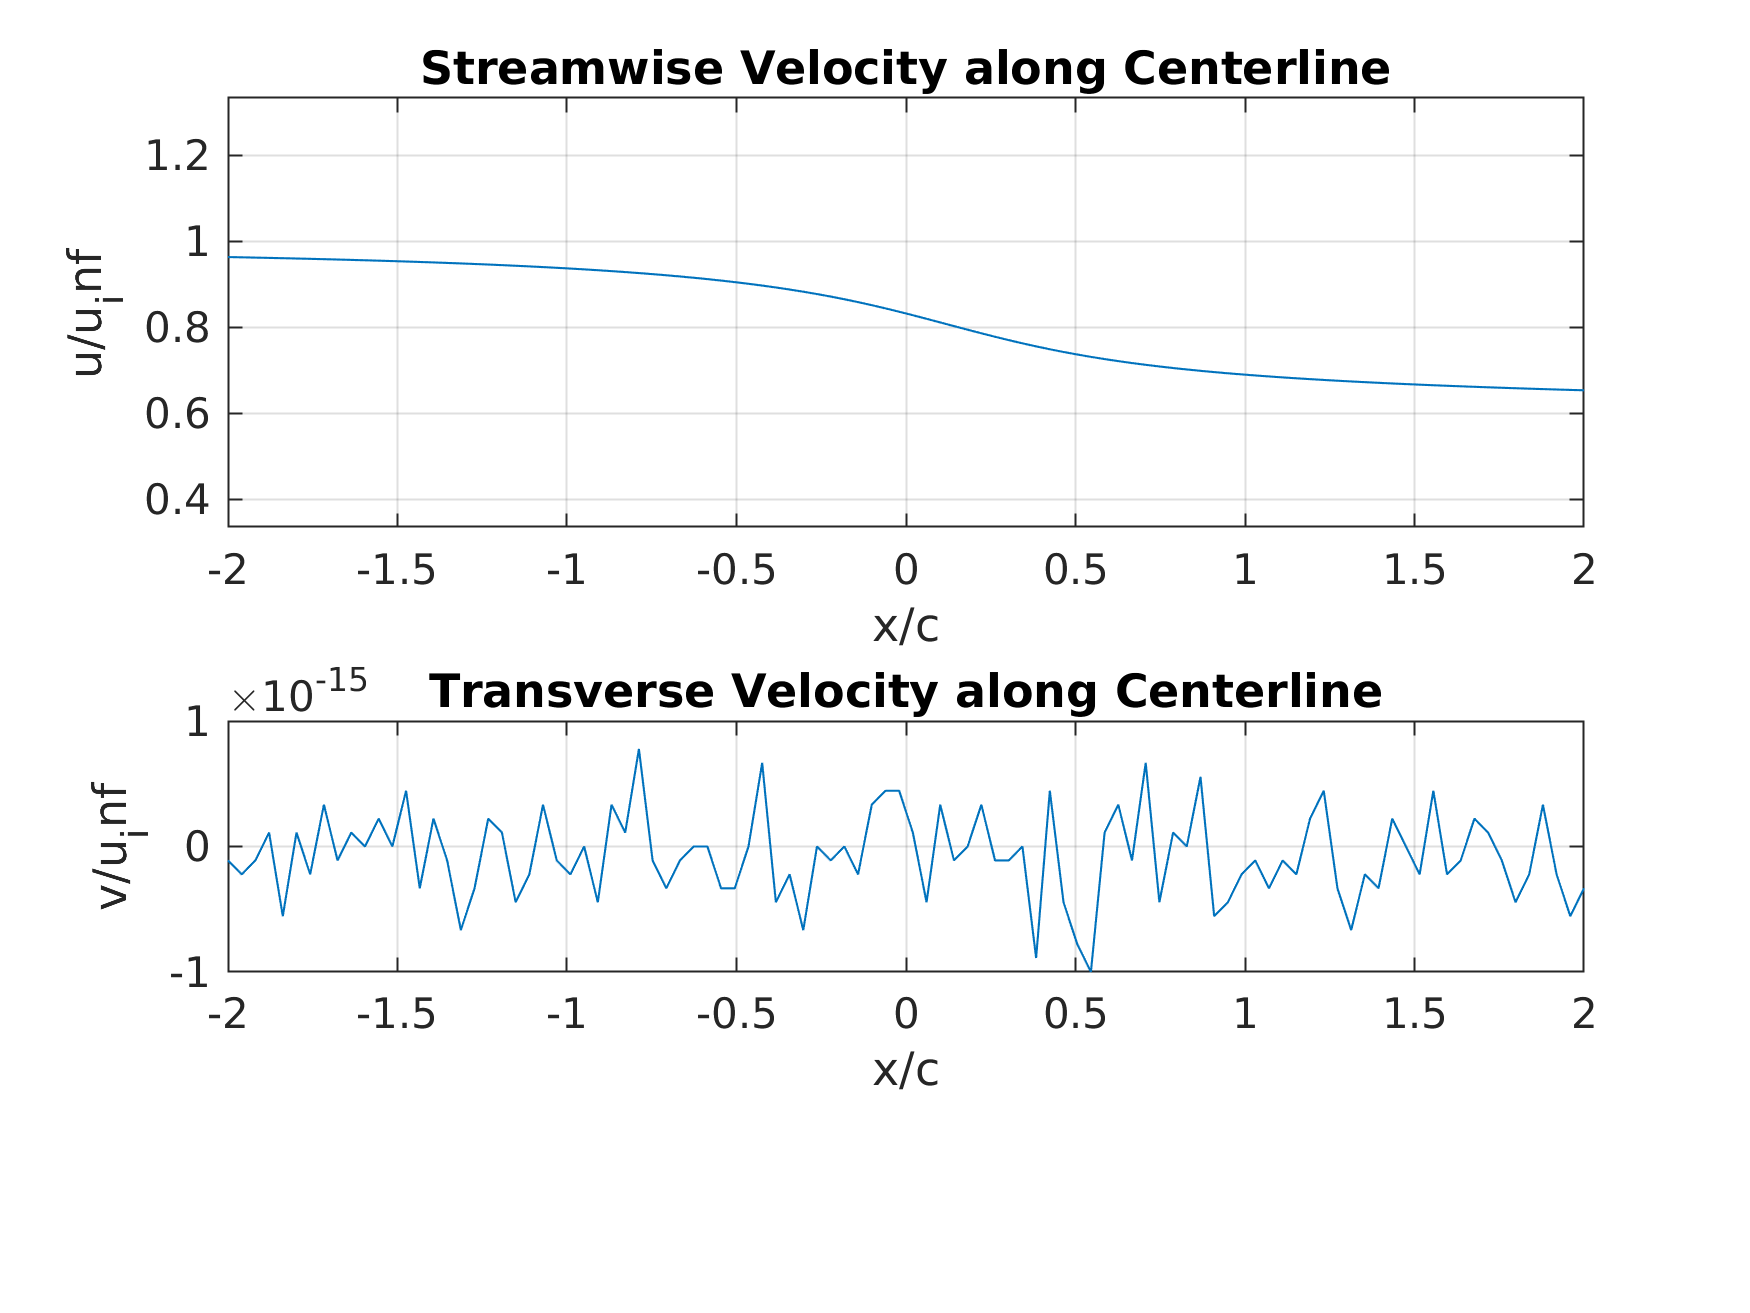 Streamwise Velocity along Centerline
1.2
1
0.8
0.6
0.4
u/u_inf
-2 -1.5 -1 -0.5 0 0.5 1 1.5 2
x/c
×10^-15
Transverse Velocity along Centerline
1
0
-1
v/u_inf
-2 -1.5 -1 -0.5 0 0.5 1 1.5 2
x/c